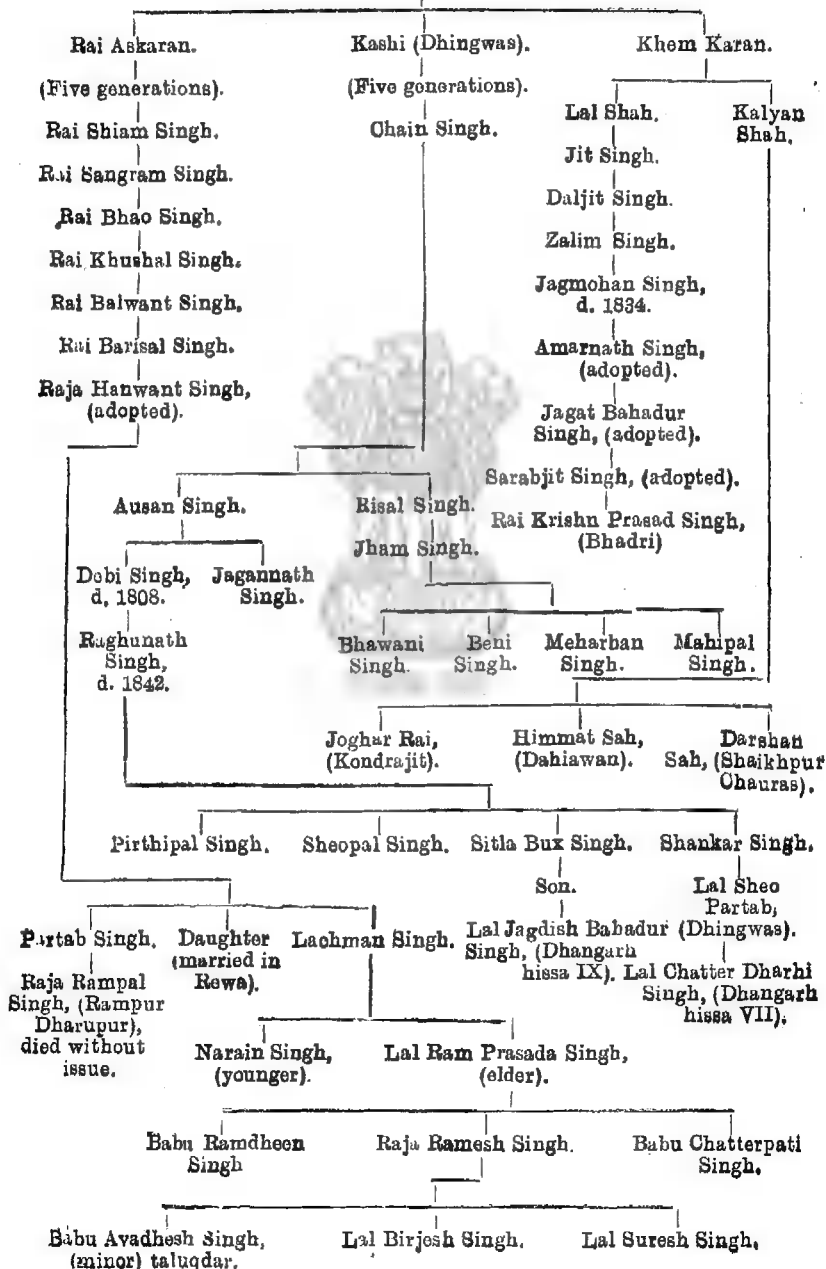 Rai Askaran. Kashi (Dhingwas). Khem Karan.
(Five generations). (Five generations).
Lal Shah. Kalyan Shah.
Rai Shiam Singh. Chain Singh.
Jit Singh.
Rai Sangram Singh.
Daljit Singh.
Rai Bhao Singh.
Zalim Singh.
Rai Khushal Singh.
Jagmohan Singh,
d. 1834.
Rai Balwant Singh.
Rai Barisal Singh.
Amarnath Singh,
(adopted).
Raja Hanwant Singh,
(adopted).
Jagat Bahadur
Singh, (adopted).
Sarabjit Singh, (adopted).
Ausan Singh. Risal Singh.
Rai Krishn Prasad Singh,
(Bhadri)
Jham Singh.
Debi Singh,
d. 1808.
Jagannath
Singh.
Raghunath
Singh,
d. 1842.
Bhawani
Singh.
Beni
Singh.
Meharban
Singh.
Mahipal
Singh.
Joghar Rai,
(Kondrajit).
Himmat Sah,
(Dahiawan).
Darshan
Sah, (Shaikhpur
Chauras).
Pirthipal Singh. Sheopal Singh. Sitla Bux Singh. Shankar Singh.
Son.
Lal Jagdish Bahadur
Singh, (Dhangarh
hissa IX).
Lal Sheo
Partab,
(Dhingwas).
Lal Chatter Dharhi
Singh, (Dhangarh
hissa VII).
Partab Singh.
Daughter
(married in
Rewa).
Lachman Singh.
Raja Rampal
Singh, (Rampur
Dharupur),
died without
issue.
Narain Singh,
(younger).
Lal Ram Prasada Singh,
(elder).
Babu Ramdheen
Singh
Raja Ramesh Singh.
Babu Chatterpati
Singh.
Babu Avadhesh Singh,
(minor) taluqdar.
Lal Birjesh Singh.
Lal Suresh Singh.